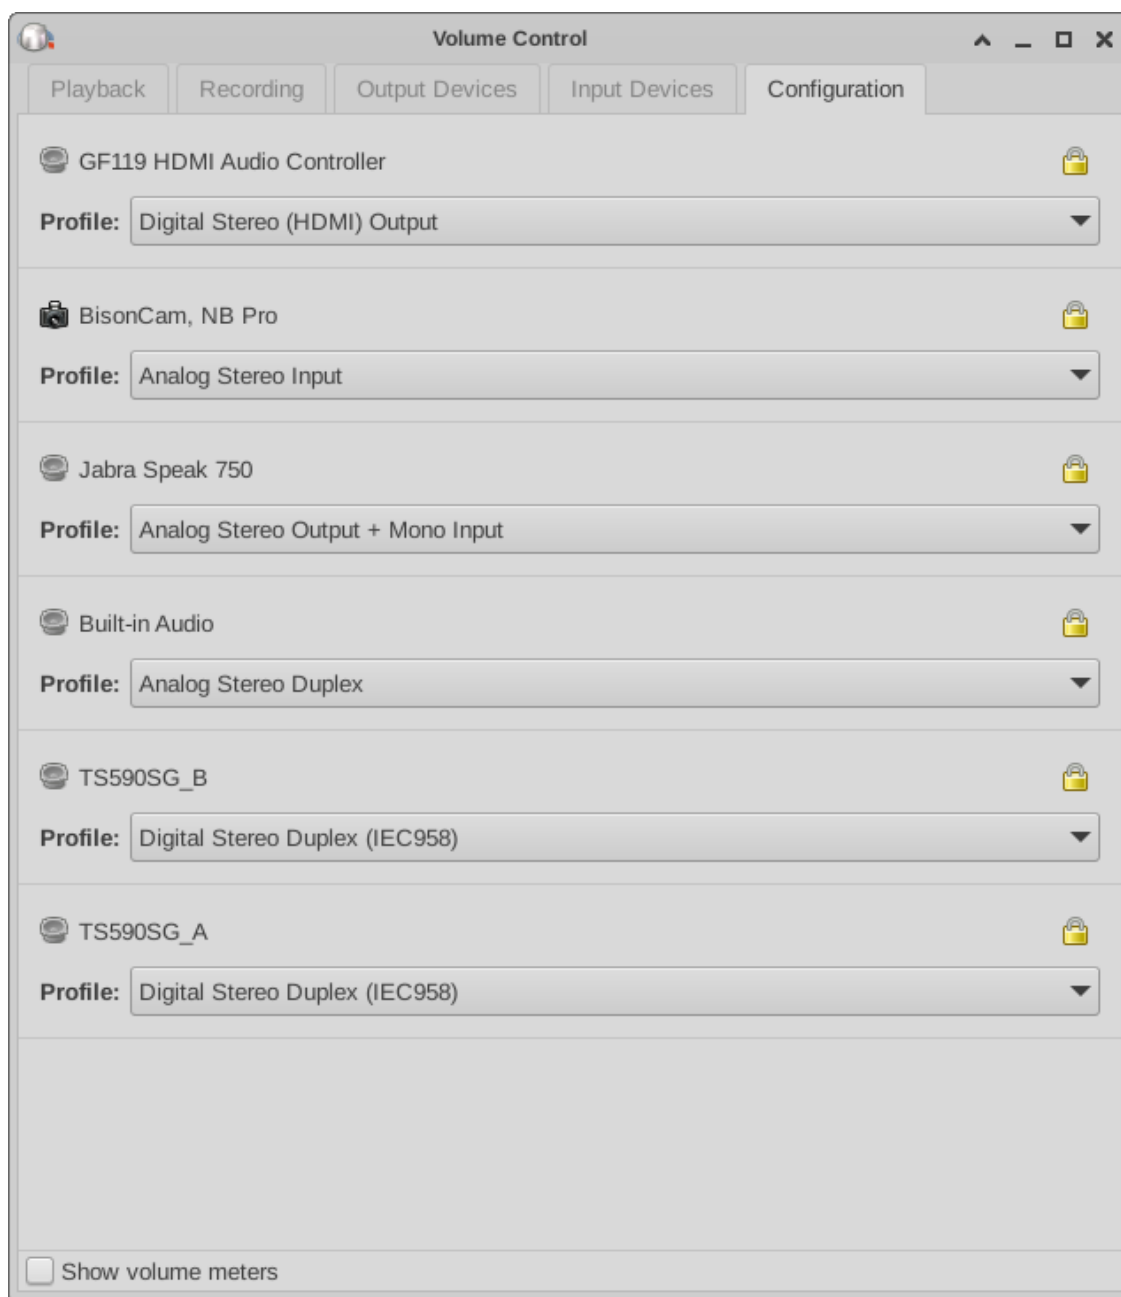 Volume Control
Playback Recording Output Devices Input Devices Configuration
GF119 HDMI Audio Controller
Profile: Digital Stereo (HDMI) Output
BisonCam, NB Pro
Profile: Analog Stereo Input
Jabra Speak 750
Profile: Analog Stereo Output + Mono Input
Built-in Audio
Profile: Analog Stereo Duplex
TS590SG_B
Profile: Digital Stereo Duplex (IEC958)
TS590SG_A
Profile: Digital Stereo Duplex (IEC958)
Show volume meters